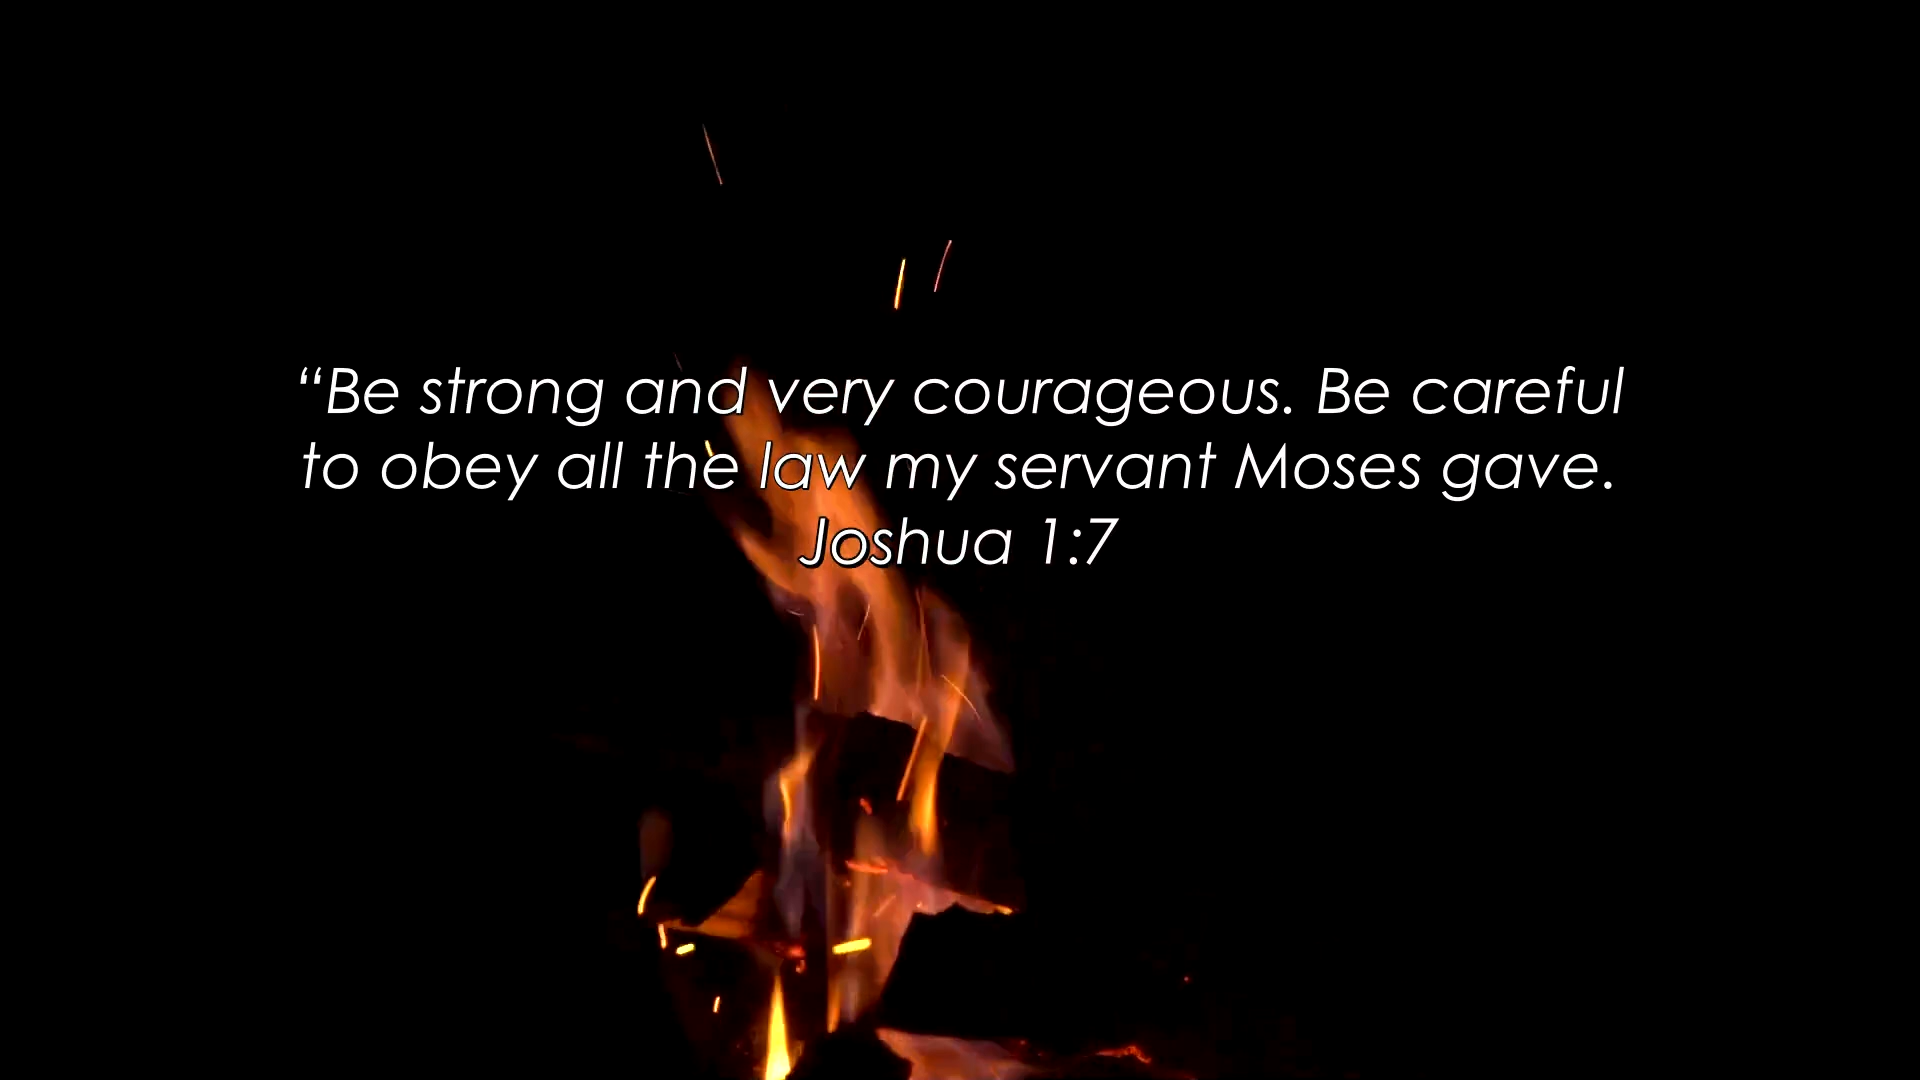 “Be strong and very courageous. Be careful
to obey all the law my servant Moses gave.
Joshua 1:7